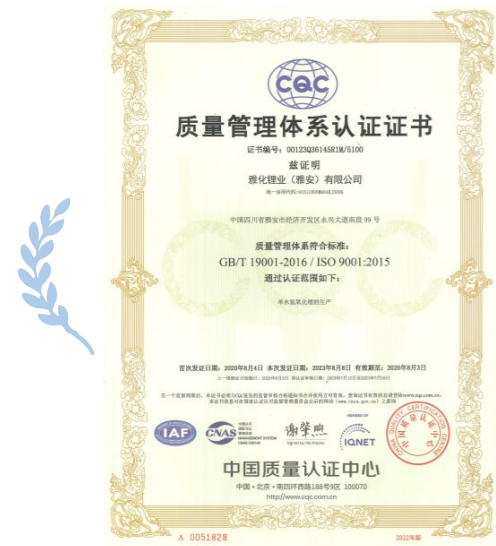 CQC
质量管理体系认证证书
证书编号：00123Q36145R1M/5100
兹证明
雅化锂业（雅安）有限公司
中国四川省雅安市经济开发区永兴大道南段 99 号
质量管理体系符合标准：
GB/T 19001-2016 / ISO 9001:2015
通过认证范围如下：
单水氢氧化锂的生产
首次发证日期：2020年8月4日 本次发证日期：2023年8月8日 有效期至：2026年8月3日
IAF
CNAS
MEMBER OF
IQNET
中国质量认证中心
中国・北京・南四环西路188号9区 100070
http://www.cqc.com.cn
A 0051828
2022年版